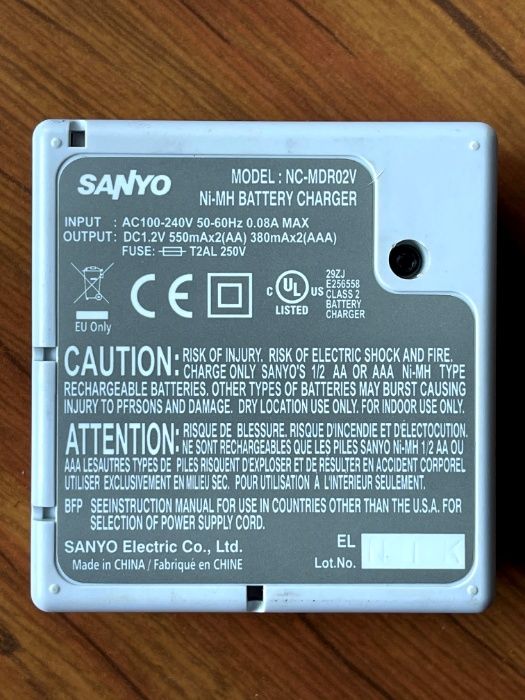 SANYO
MODEL : NC-MDR02V
Ni-MH BATTERY CHARGER
INPUT : AC100-240V 50-60Hz 0.08A MAX
OUTPUT: DC1.2V 550mAx2(AA) 380mAx2(AAA)
FUSE: T2AL 250V
EU Only
CE
C UL US
LISTED
29ZJ
E256558
CLASS 2
BATTERY
CHARGER
CAUTION: RISK OF INJURY. RISK OF ELECTRIC SHOCK AND FIRE.
CHARGE ONLY SANYO'S 1/2 AA OR AAA Ni-MH TYPE
RECHARGEABLE BATTERIES. OTHER TYPES OF BATTERIES MAY BURST CAUSING
INJURY TO PFRSONS AND DAMAGE. DRY LOCATION USE ONLY. FOR INDOOR USE ONLY.
ATTENTION: RISQUE DE BLESSURE. RISQUE D'INCENDIE ET D'ELECTOCUTION.
NE SONT RECHARGEABLES QUE LES PILES SANYO Ni-MH 1/2 AA OU
AAA LESAUTRES TYPES DE PILES RISQUENT D'EXPLOSER ET DE RESULTER EN ACCIDENT CORPOREL
UTILISER EXCLUSIVEMENT EN MILIEU SEC. POUR UTILISATION A L'INTERIEUR SEULEMENT.
BFP SEEINSTRUCTION MANUAL FOR USE IN COUNTRIES OTHER THAN THE U.S.A. FOR
SELECTION OF POWER SUPPLY CORD.
SANYO Electric Co., Ltd.
Made in CHINA / Fabriqué en CHINE
EL
Lot.No. N I K